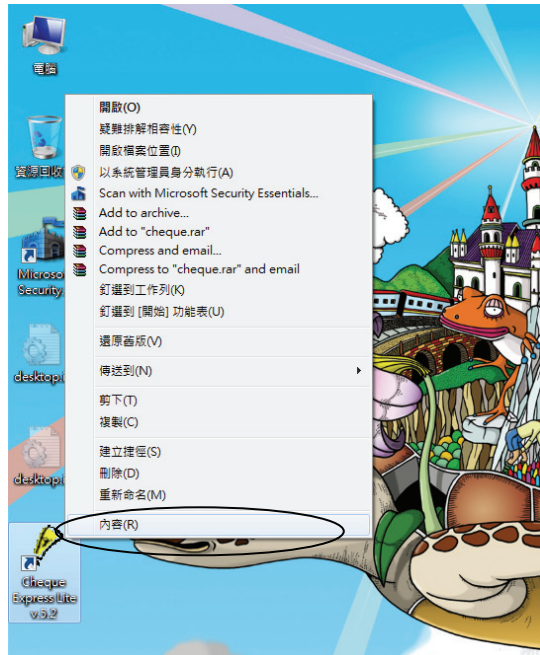 電腦
開啟(O)
疑難排解相容性(Y)
開啟檔案位置(I)
資源回收
以系統管理員身分執行(A)
Scan with Microsoft Security Essentials...
Add to archive...
Add to "cheque.rar"
Compress and email...
Compress to "cheque.rar" and email
Microso
Security
釘選到工作列(K)
釘選到 [開始] 功能表(U)
還原舊版(V)
傳送到(N)
desktop.i
剪下(T)
複製(C)
建立捷徑(S)
刪除(D)
desktop.i
重新命名(M)
內容(R)
Cheque
Express Lite
v.5.2